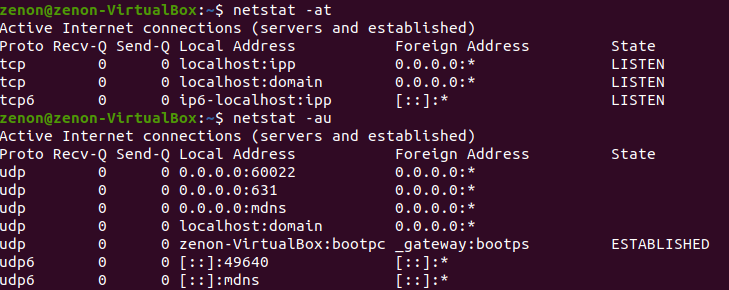 zenon@zenon-VirtualBox:~$ netstat -at
Active Internet connections (servers and established)
Proto Recv-Q Send-Q Local Address           Foreign Address         State
tcp        0      0 localhost:ipp           0.0.0.0:*               LISTEN
tcp        0      0 localhost:domain        0.0.0.0:*               LISTEN
tcp6       0      0 ip6-localhost:ipp       [::]:*                  LISTEN
zenon@zenon-VirtualBox:~$ netstat -au
Active Internet connections (servers and established)
Proto Recv-Q Send-Q Local Address           Foreign Address         State
udp        0      0 0.0.0.0:60022           0.0.0.0:*
udp        0      0 0.0.0.0:631             0.0.0.0:*
udp        0      0 0.0.0.0:mdns            0.0.0.0:*
udp        0      0 localhost:domain        0.0.0.0:*
udp        0      0 zenon-VirtualBox:bootpc _gateway:bootps         ESTABLISHED
udp6       0      0 [::]:49640              [::]:*
udp6       0      0 [::]:mdns               [::]:*